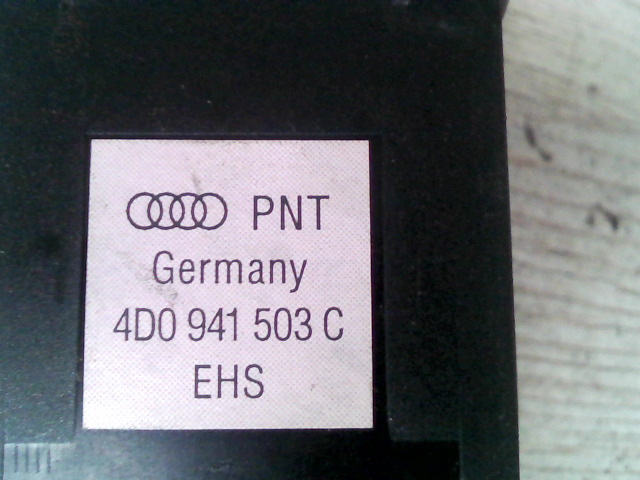 PNT
Germany
4D0 941 503 C
EHS